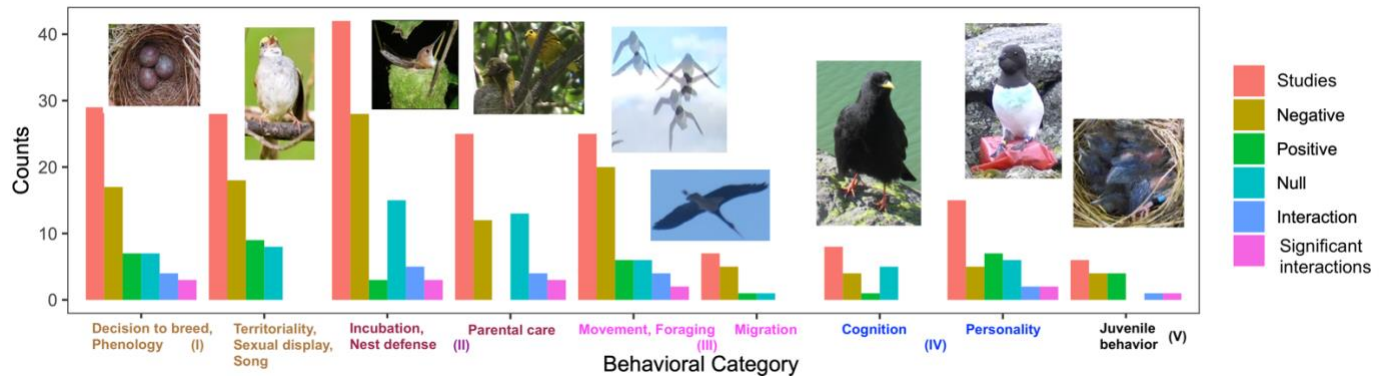 Counts
40
30
20
10
0
Studies
Negative
Positive
Null
Interaction
Significant
interactions
Decision to breed,
Phenology (I)
Territoriality,
Sexual display,
Song
Incubation,
Nest defense (II)
Parental care
Movement, Foraging
(III)
Migration
Cognition
(IV)
Personality
Juvenile
behavior (V)
Behavioral Category